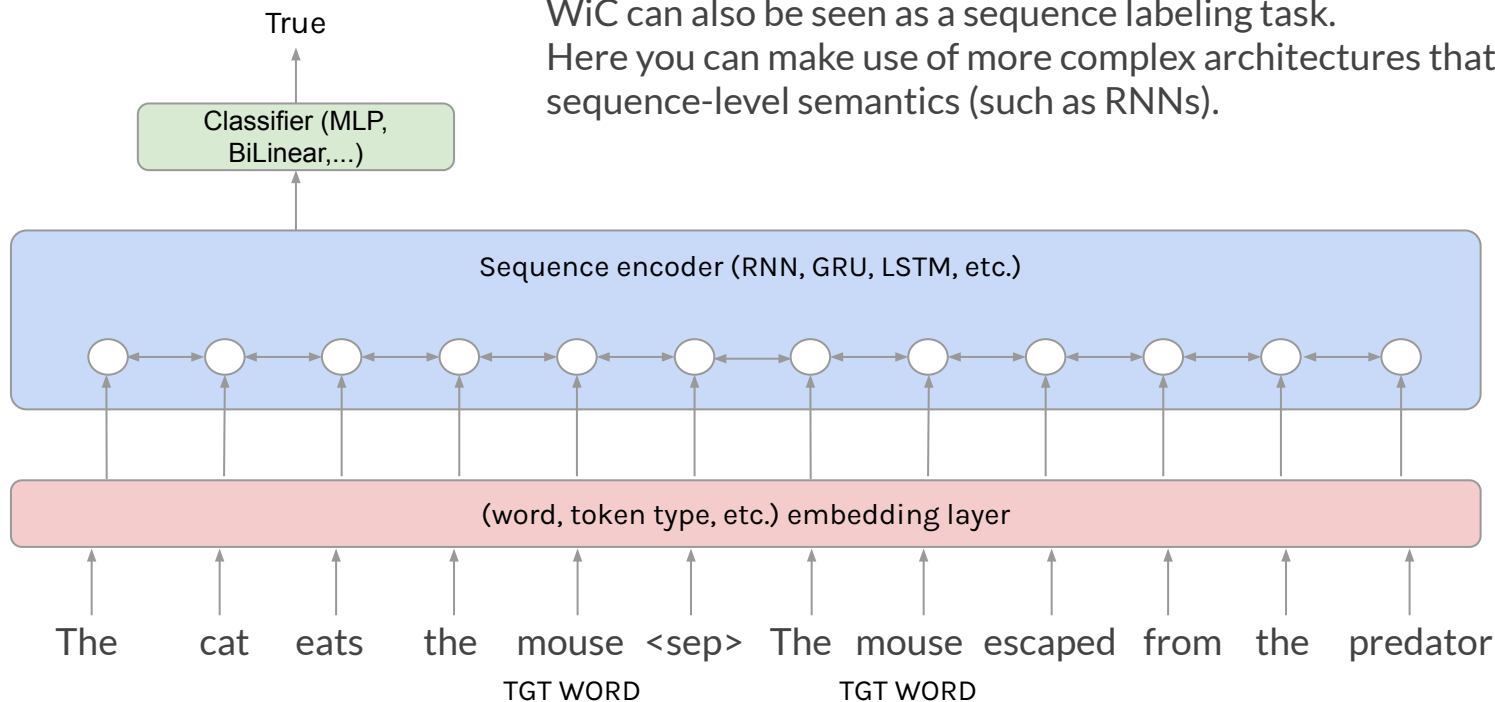 WiC can also be seen as a sequence labeling task.
Here you can make use of more complex architectures that
sequence-level semantics (such as RNNs).
True
Classifier (MLP,
BiLinear,...)
Sequence encoder (RNN, GRU, LSTM, etc.)
(word, token type, etc.) embedding layer
The cat eats the mouse <sep> The mouse escaped from the predator
TGT WORD TGT WORD